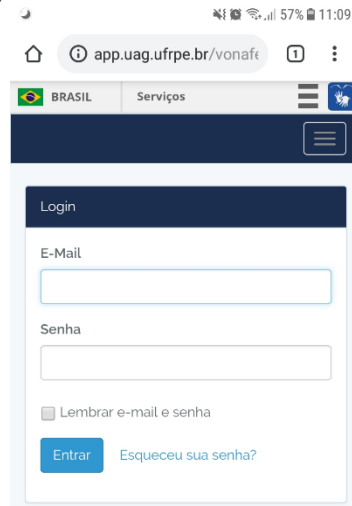 57% 11:09
app.uag.ufrpe.br/vonafe 1
BRASIL Serviços
Login
E-Mail
Senha
Lembrar e-mail e senha
Entrar Esqueceu sua senha?